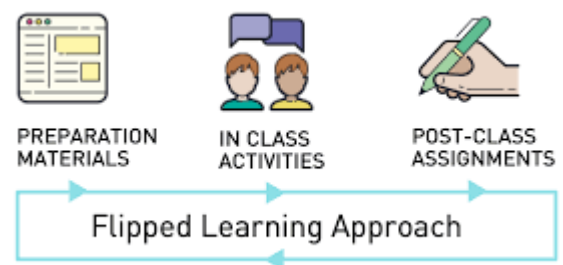 PREPARATION
MATERIALS
IN CLASS
ACTIVITIES
POST-CLASS
ASSIGNMENTS
Flipped Learning Approach